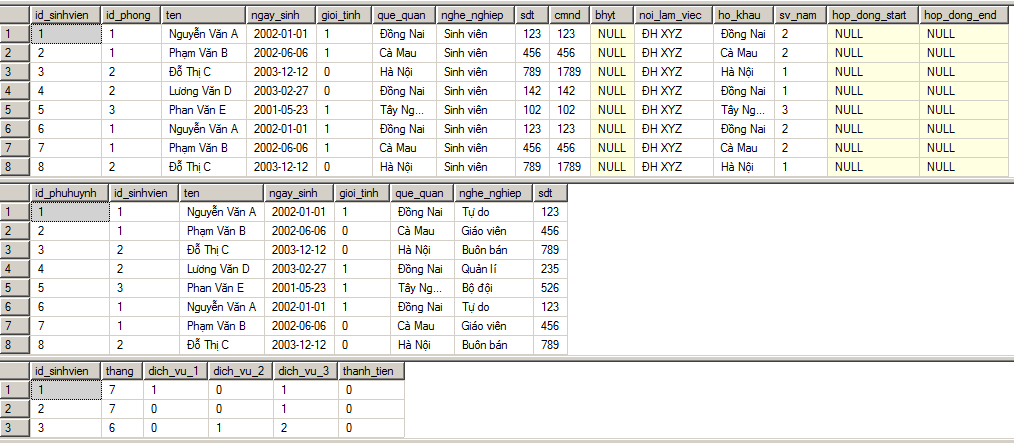 id_sinhvien id_phong ten ngay_sinh gioi_tinh que_quan nghe_nghiep sdt cmnd bhyt noi_lam_viec ho_khau sv_nam hop_dong_start hop_dong_end
1 1 1 Nguyễn Văn A 2002-01-01 1 Đồng Nai Sinh viên 123 123 NULL ĐH XYZ Đồng Nai 2 NULL NULL
2 2 1 Phạm Văn B 2002-06-06 1 Cà Mau Sinh viên 456 456 NULL ĐH XYZ Cà Mau 2 NULL NULL
3 3 2 Đỗ Thị C 2003-12-12 0 Hà Nội Sinh viên 789 1789 NULL ĐH XYZ Hà Nội 1 NULL NULL
4 4 2 Lương Văn D 2003-02-27 0 Đồng Nai Sinh viên 142 142 NULL ĐH XYZ Đồng Nai 1 NULL NULL
5 5 3 Phan Văn E 2001-05-23 1 Tây Ng... Sinh viên 102 102 NULL ĐH XYZ Tây Ng... 3 NULL NULL
6 6 1 Nguyễn Văn A 2002-01-01 1 Đồng Nai Sinh viên 123 123 NULL ĐH XYZ Đồng Nai 2 NULL NULL
7 7 1 Phạm Văn B 2002-06-06 1 Cà Mau Sinh viên 456 456 NULL ĐH XYZ Cà Mau 2 NULL NULL
8 8 2 Đỗ Thị C 2003-12-12 0 Hà Nội Sinh viên 789 1789 NULL ĐH XYZ Hà Nội 1 NULL NULL
id_phuhuynh id_sinhvien ten ngay_sinh gioi_tinh que_quan nghe_nghiep sdt
1 1 1 Nguyễn Văn A 2002-01-01 1 Đồng Nai Tự do 123
2 2 1 Phạm Văn B 2002-06-06 0 Cà Mau Giáo viên 456
3 3 2 Đỗ Thị C 2003-12-12 0 Hà Nội Buôn bán 789
4 4 2 Lương Văn D 2003-02-27 1 Đồng Nai Quản lí 235
5 5 3 Phan Văn E 2001-05-23 1 Tây Ng... Bộ đội 526
6 6 1 Nguyễn Văn A 2002-01-01 1 Đồng Nai Tự do 123
7 7 1 Phạm Văn B 2002-06-06 0 Cà Mau Giáo viên 456
8 8 2 Đỗ Thị C 2003-12-12 0 Hà Nội Buôn bán 789
id_sinhvien thang dich_vu_1 dich_vu_2 dich_vu_3 thanh_tien
1 1 7 1 0 1 0
2 2 7 0 0 1 0
3 3 6 0 1 2 0